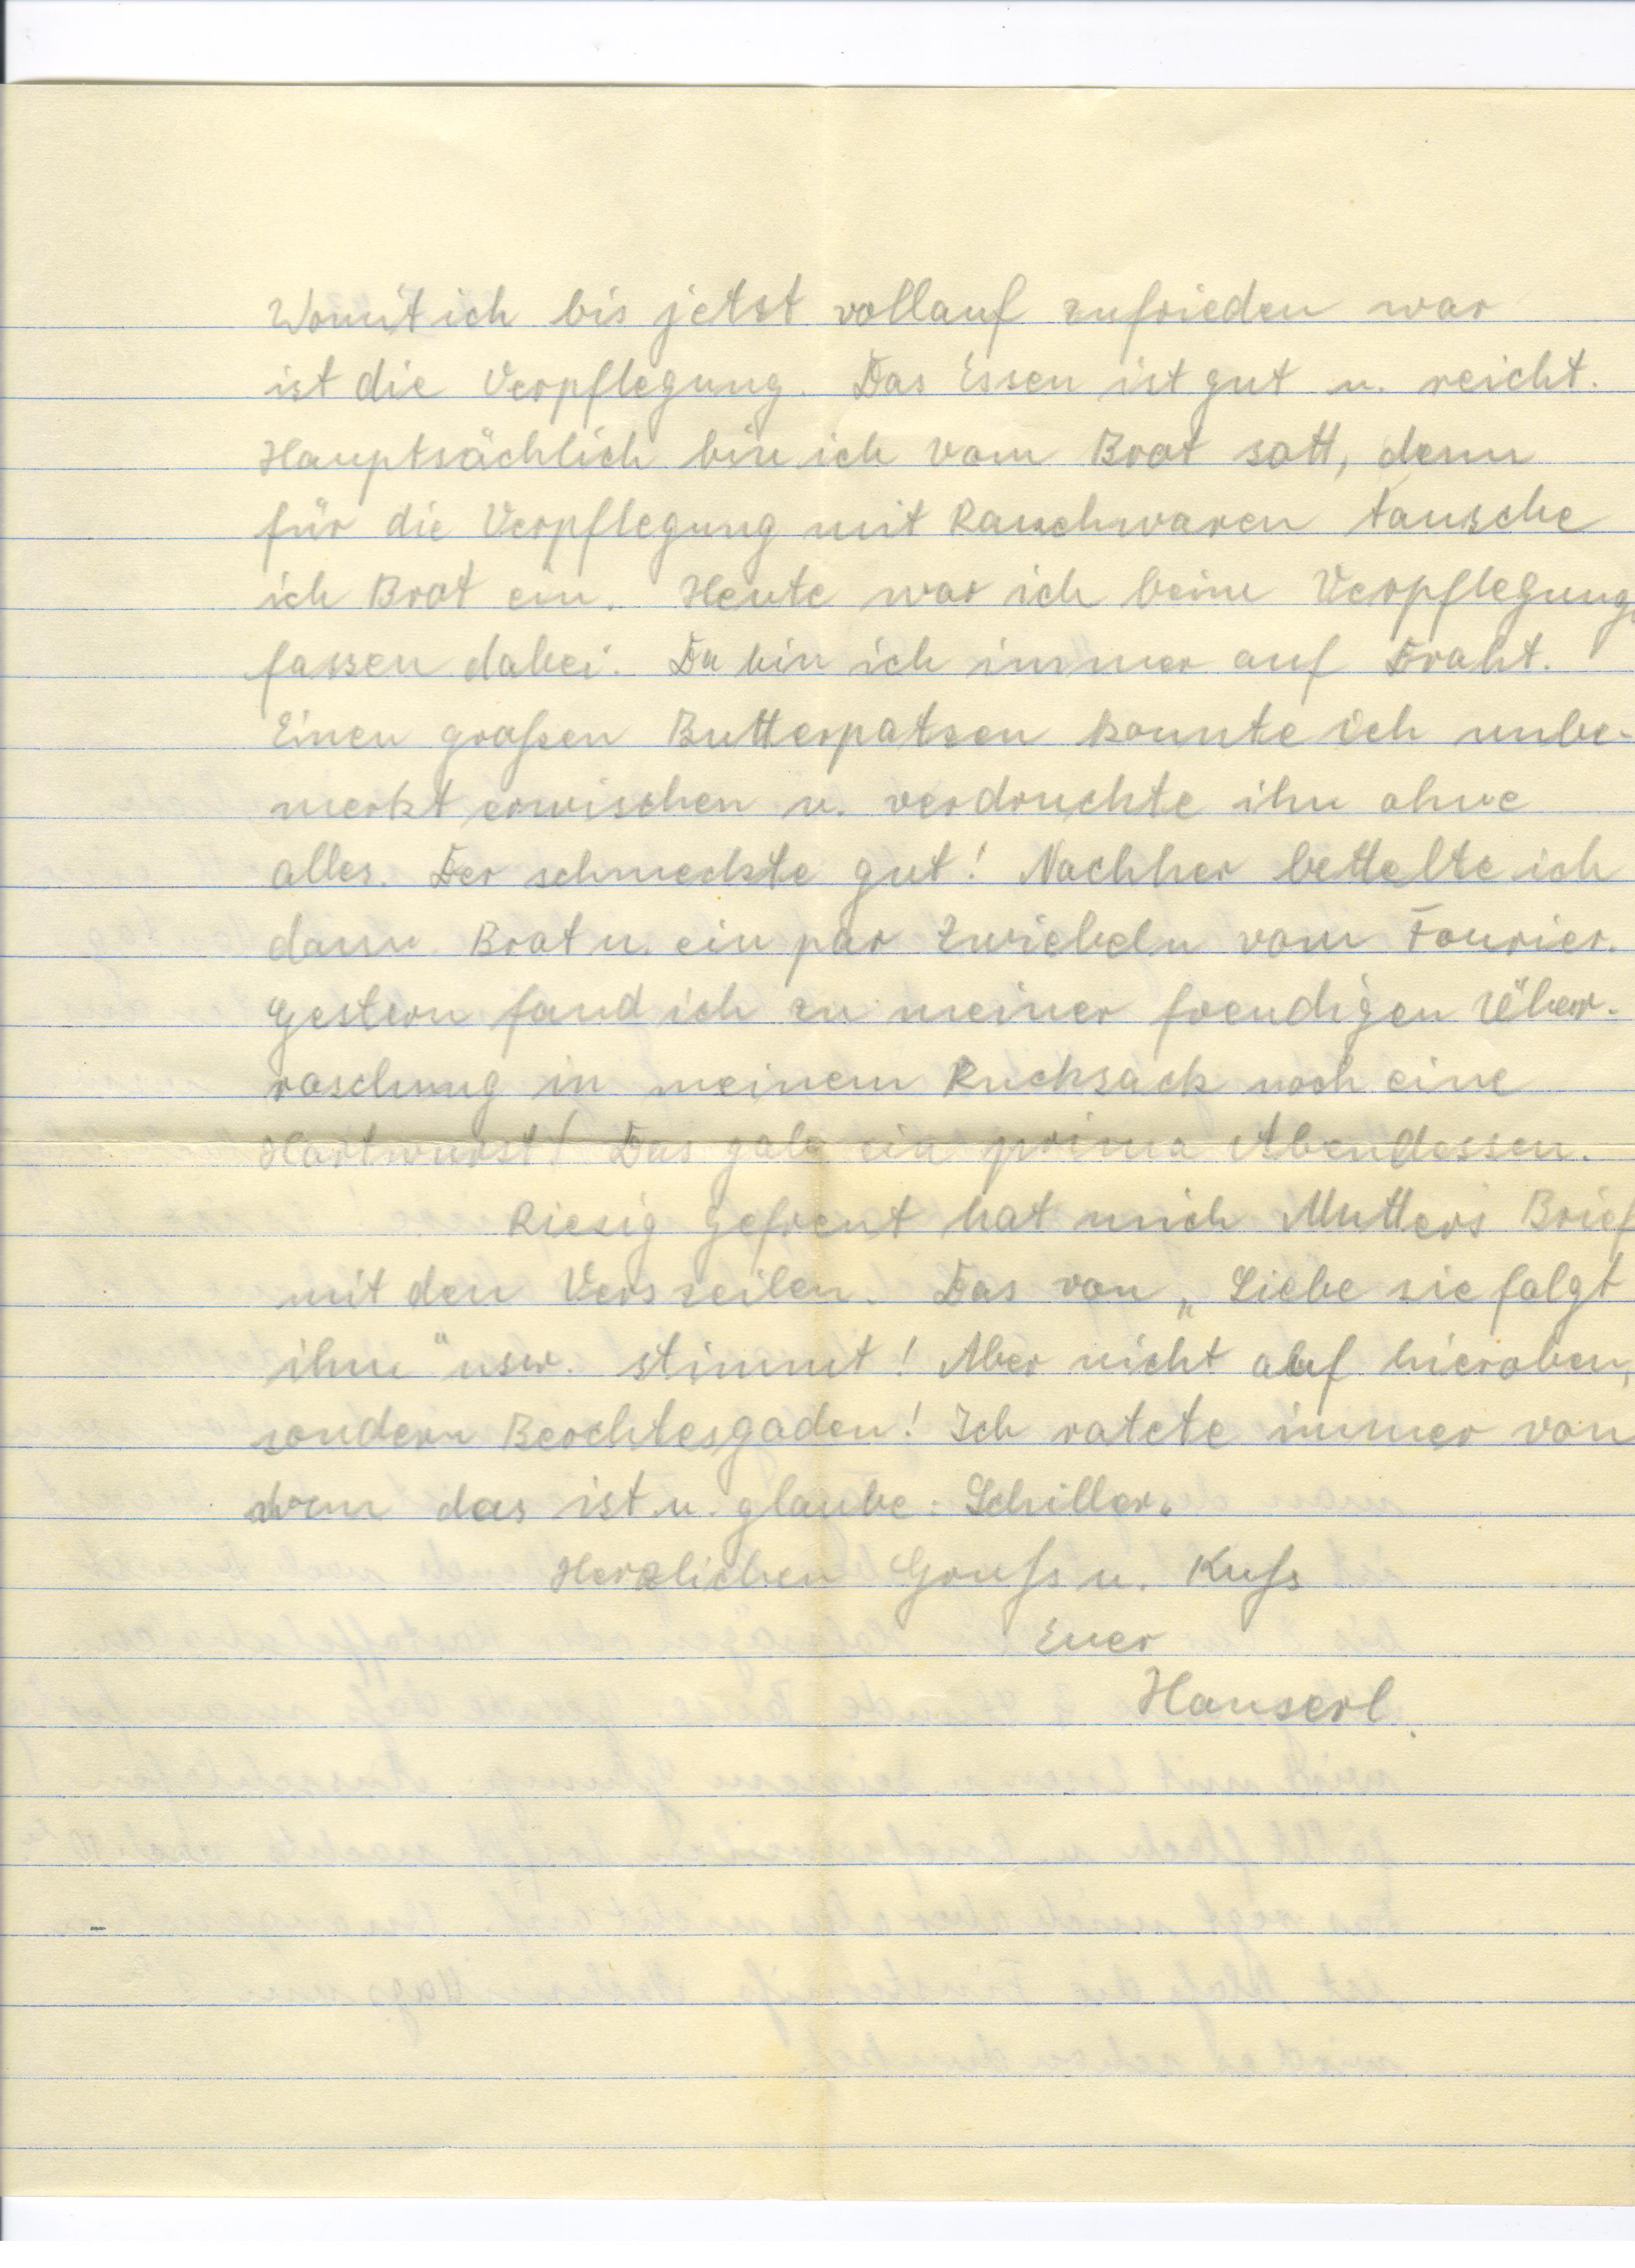 Womit ich bis jetzt vollauf zufrieden war
ist die Verpflegung. Das Essen ist gut u. reicht.
Hauptsächlich bin ich vom Brot satt, denn
für die Verpflegung mit Rauchwaren tausche
ich Brot ein. Heute war ich beim Verpflegung
fassen dabei. Da bin ich immer auf Draht.
Einen großen Butterpatzen konnte ich unbe-
merkt erwischen u. verdruckte ihn ohne
alles. Der schmeckte gut! Nachher bettelte ich
dann Brot u. ein par Zwiebeln vom Fourier.
Gestern fand ich zu meiner freudigen Über-
raschung in meinem Rucksack noch eine
Hartwurst! Das gab ein prima Abendessen.
Riesig gefreut hat mich Mutters Brief
mit den Verszeilen. Das von „Liebe sie folgt
ihm" usw. stimmt! Aber nicht auf hieroben,
sondern Berchtesgaden! Ich ratete immer von
wem das ist u. glaube: Schiller.
Herzlichen Gruß u. Kuß
Euer
Hanserl.